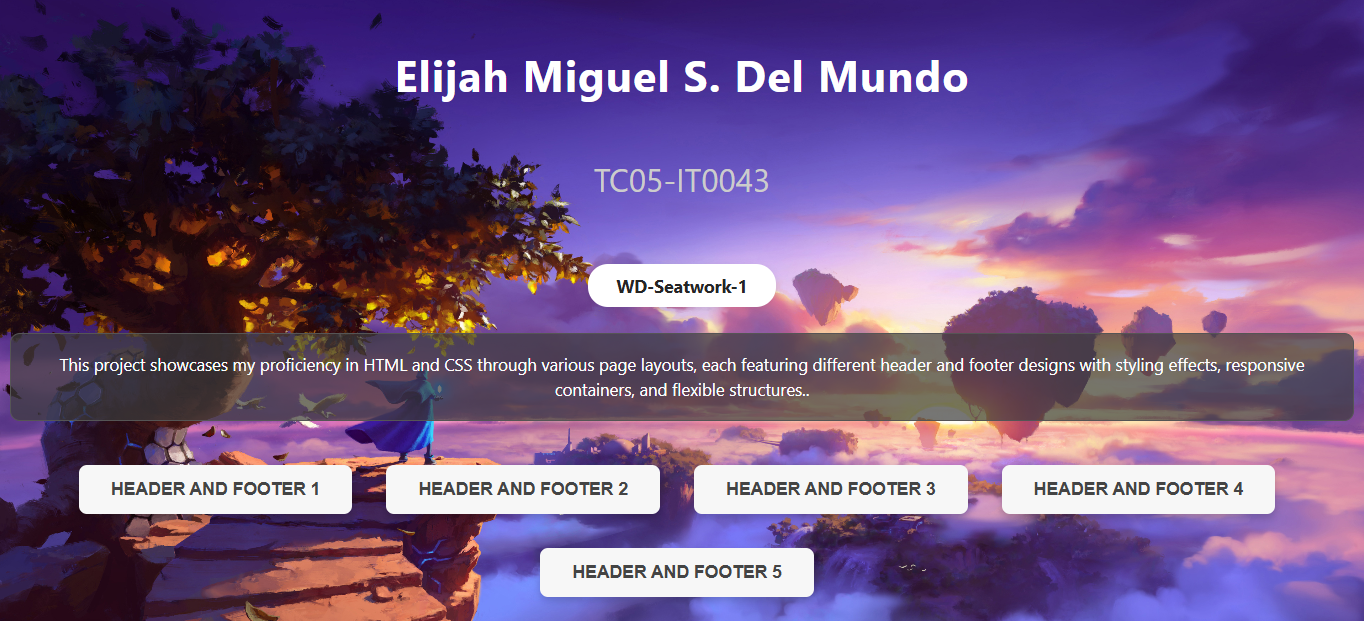 Elijah Miguel S. Del Mundo
TC05-IT0043
WD-Seatwork-1
This project showcases my proficiency in HTML and CSS through various page layouts, each featuring different header and footer designs with styling effects, responsive
containers, and flexible structures..
HEADER AND FOOTER 1
HEADER AND FOOTER 2
HEADER AND FOOTER 3
HEADER AND FOOTER 4
HEADER AND FOOTER 5